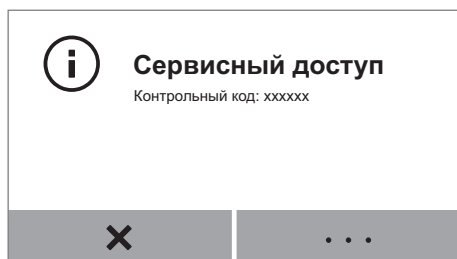 Сервисный доступ
Контрольный код: xxxxxx
. . .